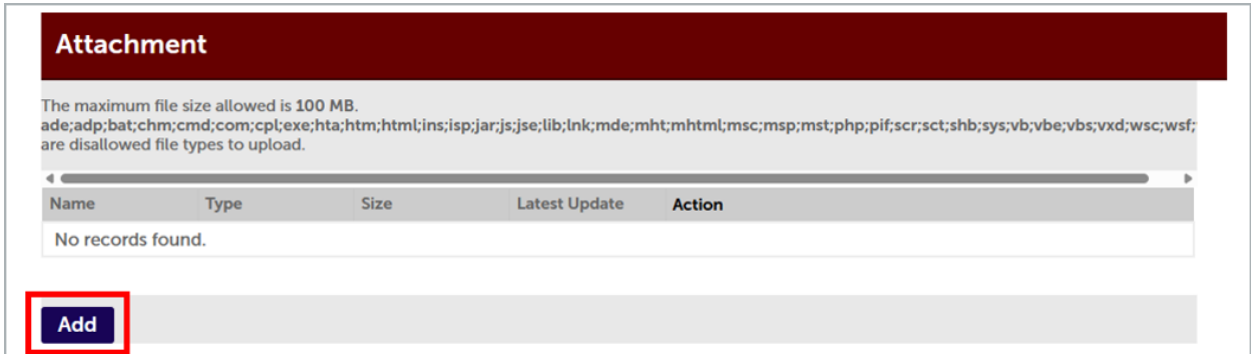 Attachment
The maximum file size allowed is 100 MB.
ade;adp;bat;chm;cmd;com;cpl;exe;hta;htm;html;ins;isp;jar;js;jse;lib;lnk;mde;mht;mhtml;msc;msp;mst;php;pif;scr;sct;shb;sys;vb;vbe;vbs;vxd;wsc;wsf;
are disallowed file types to upload.
Name Type Size Latest Update Action
No records found.
Add